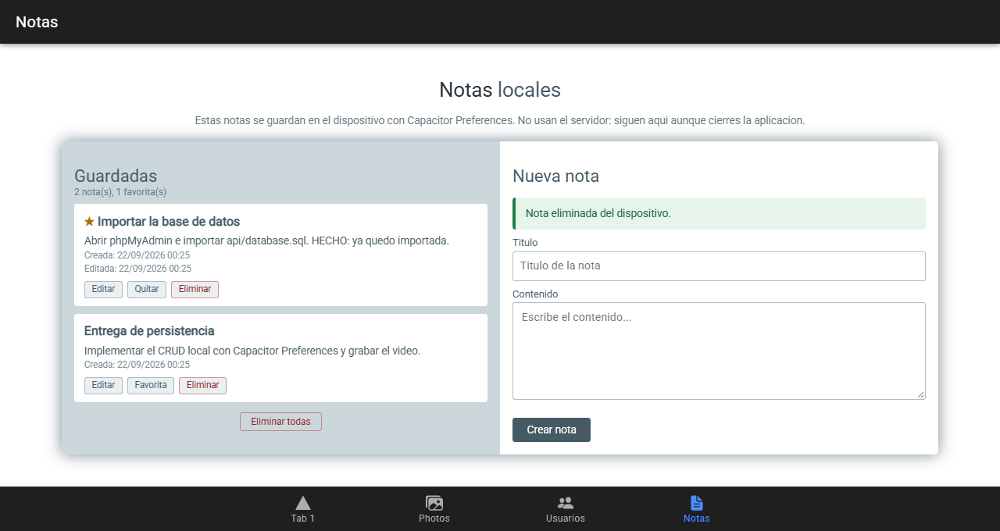 Notas
Notas locales
Estas notas se guardan en el dispositivo con Capacitor Preferences. No usan el servidor: siguen aqui aunque cierres la aplicacion.
Guardadas
2 nota(s), 1 favorita(s)
★ Importar la base de datos
Abrir phpMyAdmin e importar api/database.sql. HECHO: ya quedo importada.
Creada: 22/09/2026 00:25
Editada: 22/09/2026 00:25
Editar Quitar Eliminar
Entrega de persistencia
Implementar el CRUD local con Capacitor Preferences y grabar el video.
Creada: 22/09/2026 00:25
Editar Favorita Eliminar
Eliminar todas
Nueva nota
Nota eliminada del dispositivo.
Titulo
Titulo de la nota
Contenido
Escribe el contenido...
Crear nota
Tab 1 Photos Usuarios Notas